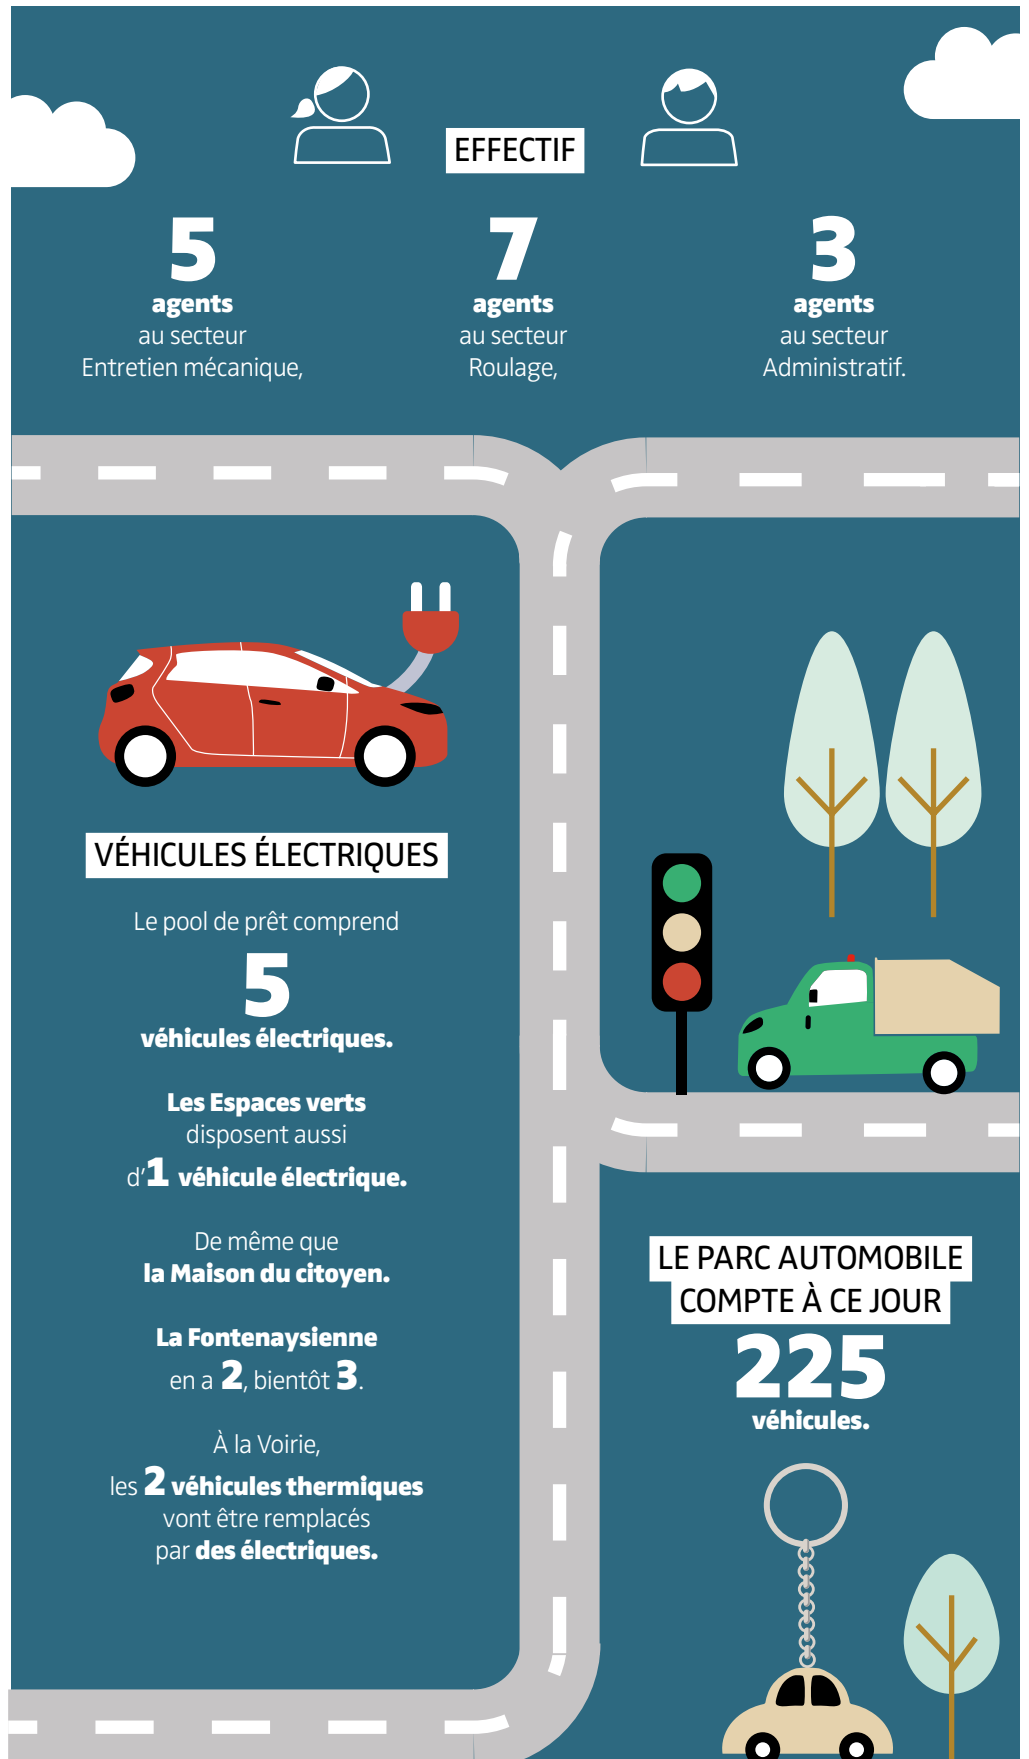 EFFECTIF
5
agents
au secteur
Entretien mécanique,
7
agents
au secteur
Roulage,
3
agents
au secteur
Administratif.
VÉHICULES ÉLECTRIQUES
Le pool de prêt comprend
5
véhicules électriques.
Les Espaces verts
disposent aussi
d’1 véhicule électrique.
De même que
la Maison du citoyen.
La Fontenaysienne
en a 2, bientôt 3.
À la Voirie,
les 2 véhicules thermiques
vont être remplacés
par des électriques.
LE PARC AUTOMOBILE
COMPTE À CE JOUR
225
véhicules.